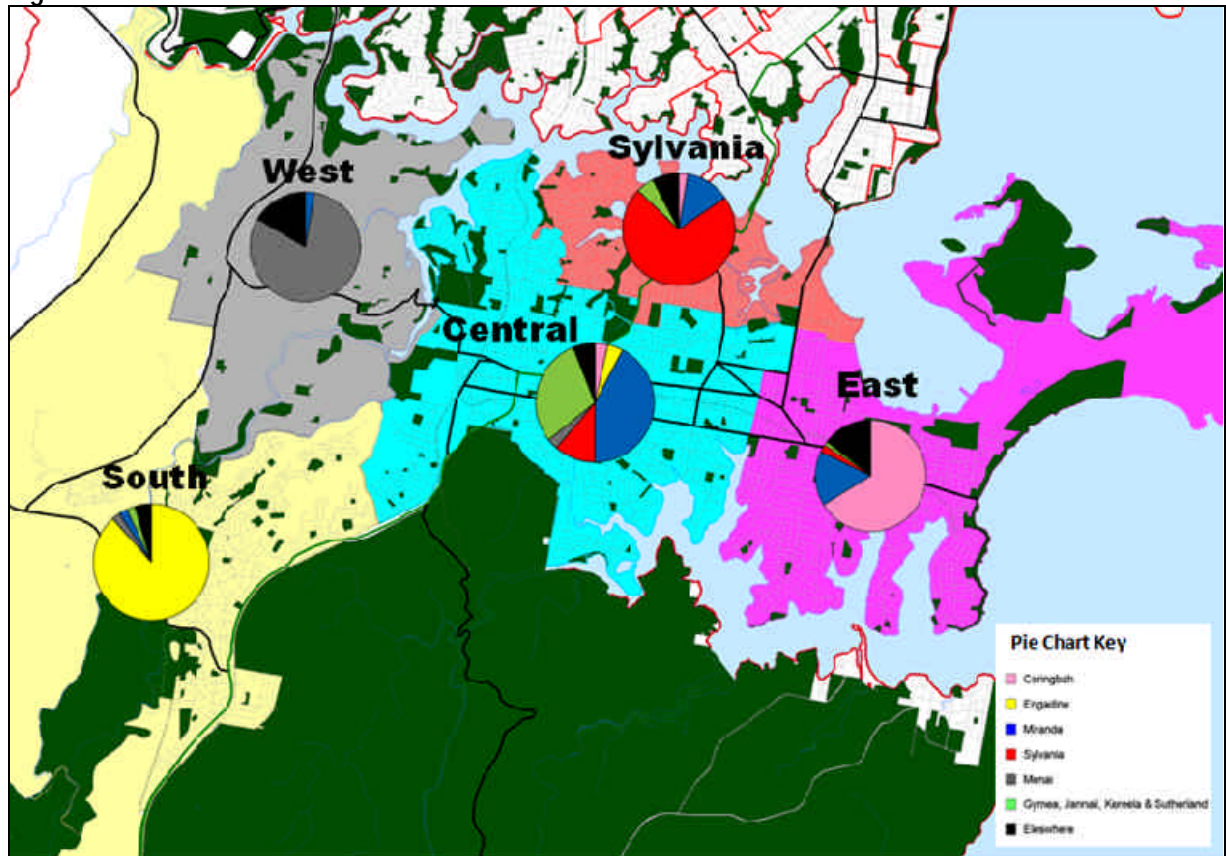 Sylvania
West
Central
East
South
Pie Chart Key
Caringbah
Engadine
Miranda
Sylvania
Menai
Gymea, Jannali, Kareela & Sutherland
Elsewhere